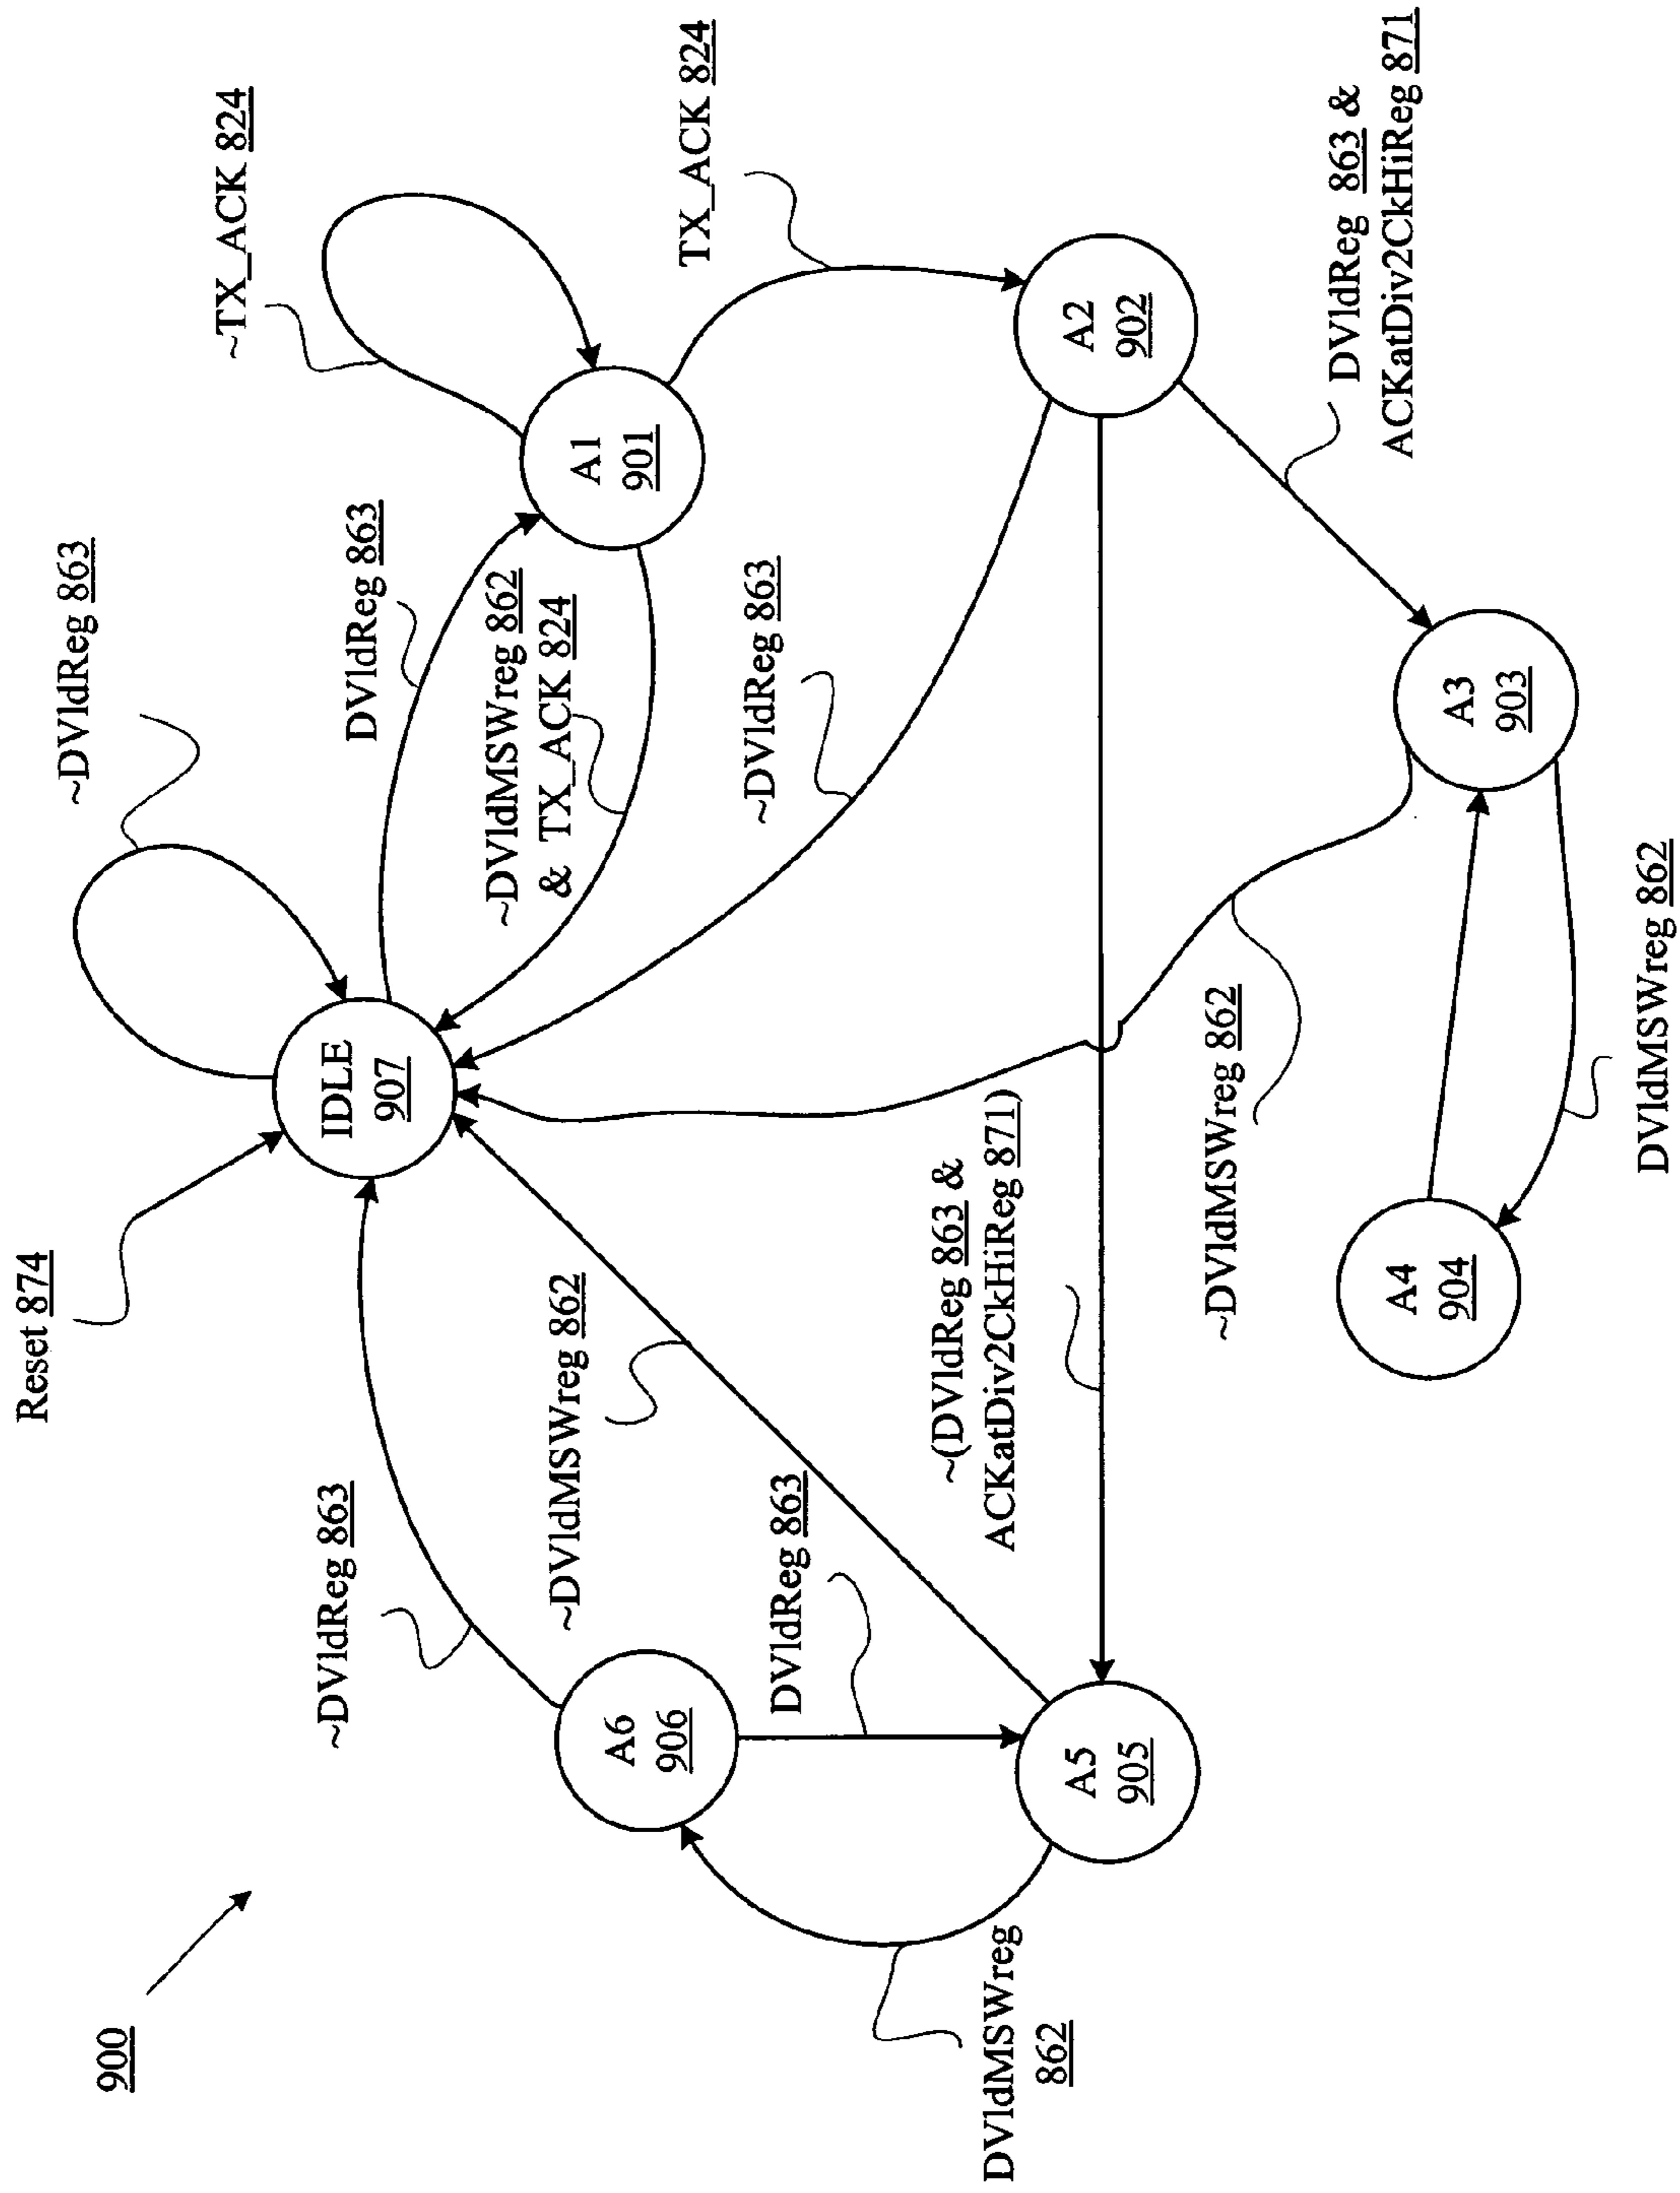 900
Reset 874
~DVldReg 863
~TX_ACK 824
IDLE
907
DVldReg 863
A1
901
TX_ACK 824
~DVldMSWreg 862
& TX_ACK 824
~DVldReg 863
~DVldMSWreg 862
A6
906
DVldReg 863
~DVldReg 863
A2
902
~(DVldReg 863 &
ACKatDiv2CkHiReg 871)
A5
905
DVldMSWreg
862
DVldReg 863 &
ACKatDiv2CkHiReg 871
~DVldMSWreg 862
A3
903
A4
904
DVldMSWreg 862